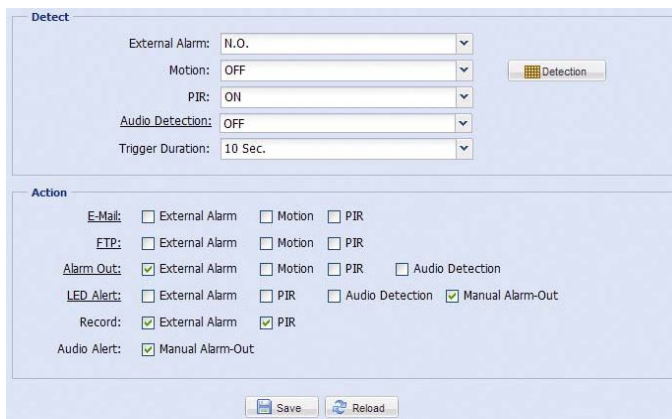 Detect
External Alarm: N.O.
Motion: OFF Detection
PIR: ON
Audio Detection: OFF
Trigger Duration: 10 Sec.
Action
E-Mail: External Alarm Motion PIR
FTP: External Alarm Motion PIR
Alarm Out: External Alarm Motion PIR Audio Detection
LED Alert: External Alarm PIR Audio Detection Manual Alarm-Out
Record: External Alarm PIR
Audio Alert: Manual Alarm-Out
Save Reload